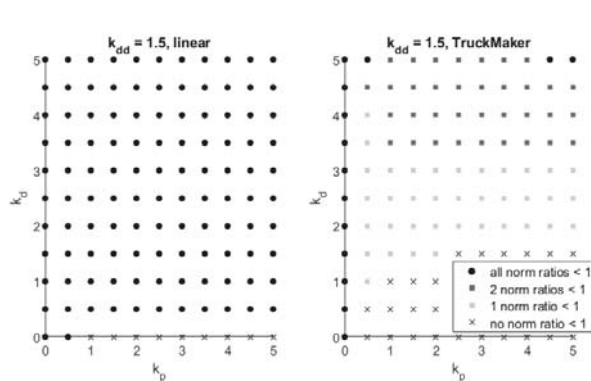 k_dd = 1.5, linear
5
4
3
2
1
0
k_d
0 1 2 3 4 5
k_p
k_dd = 1.5, TruckMaker
5
4
3
2
1
0
k_d
0 1 2 3 4 5
k_p
all norm ratios < 1
2 norm ratios < 1
1 norm ratio < 1
no norm ratio < 1